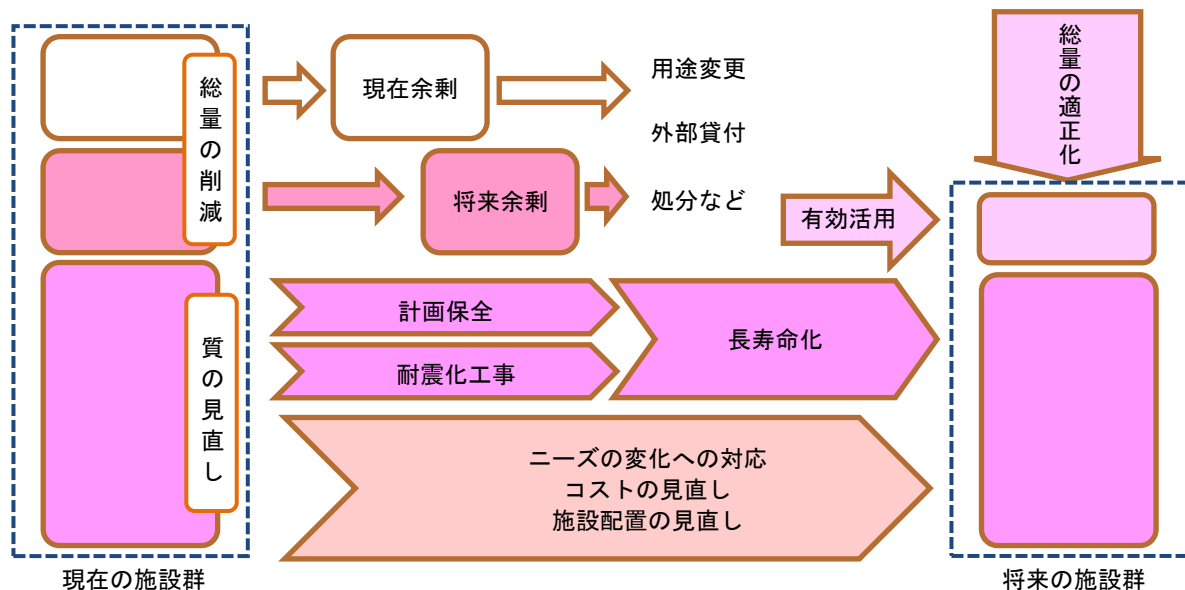 総量の削減
質の見直し
現在の施設群
現在余剰
用途変更
外部貸付
将来余剰
処分など
有効活用
計画保全
耐震化工事
長寿命化
ニーズの変化への対応
コストの見直し
施設配置の見直し
総量の適正化
将来の施設群